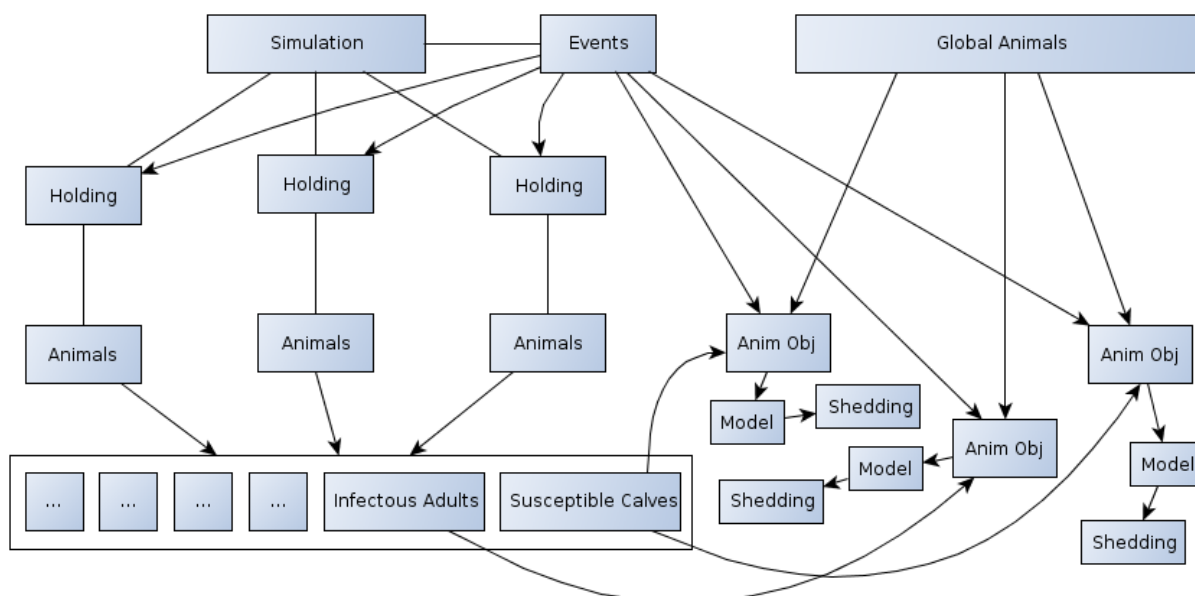 Simulation
Events
Global Animals
Holding
Holding
Holding
Animals
Animals
Animals
Anim Obj
Anim Obj
Model
Shedding
Anim Obj
Model
Model
Shedding
Shedding
...
...
...
...
Infectous Adults
Susceptible Calves